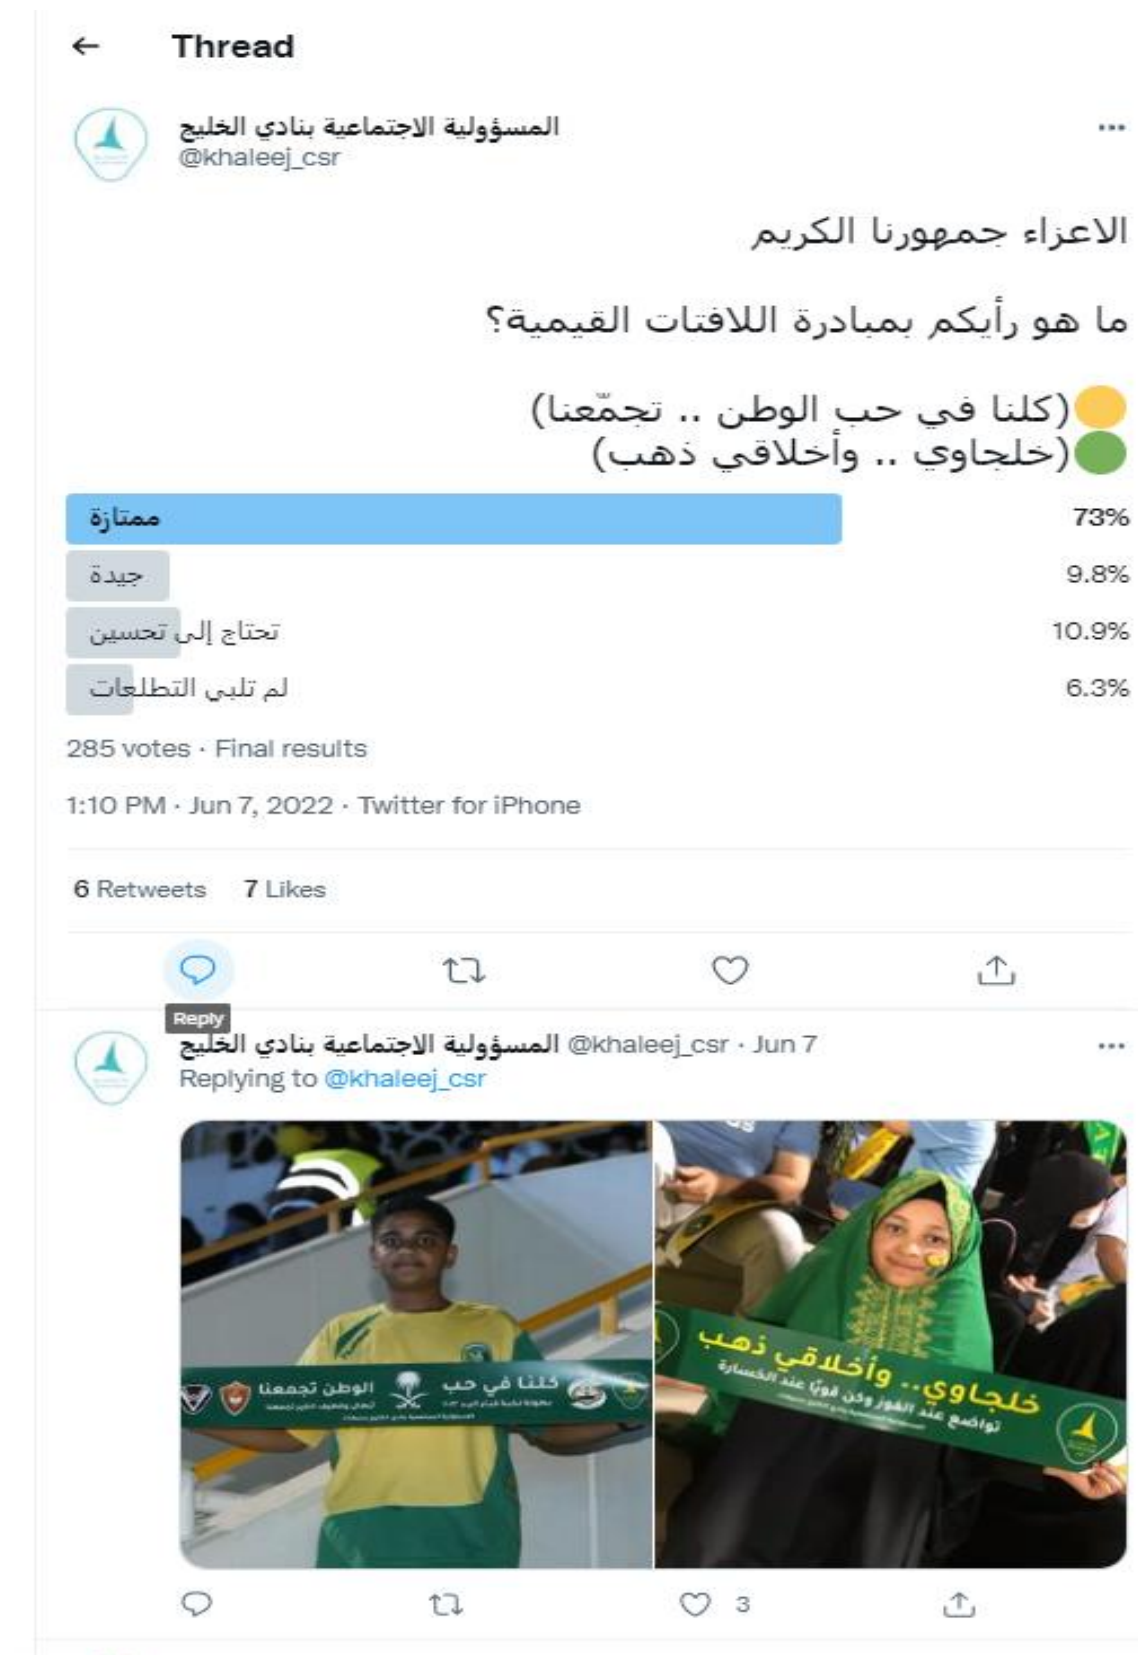 Thread
المسؤولية الاجتماعية بنادي الخليج
@khaleej_csr
الاعزاء جمهورنا الكريم
ما هو رأيكم بمبادرة اللافتات القيمية؟
(كلنا في حب الوطن .. تجمّعنا)
(خلجاوي .. وأخلاقي ذهب)
ممتازة 73%
جيدة 9.8%
تحتاج إلى تحسين 10.9%
لم تلبي التطلعات 6.3%
285 votes · Final results
1:10 PM · Jun 7, 2022 · Twitter for iPhone
6 Retweets 7 Likes
Reply
المسؤولية الاجتماعية بنادي الخليج @khaleej_csr · Jun 7
Replying to @khaleej_csr
كلنا في حب الوطن تجمعنا
خلجاوي.. وأخلاقي ذهب
تواضع عند الفوز وكن قويًا عند الخسارة
3